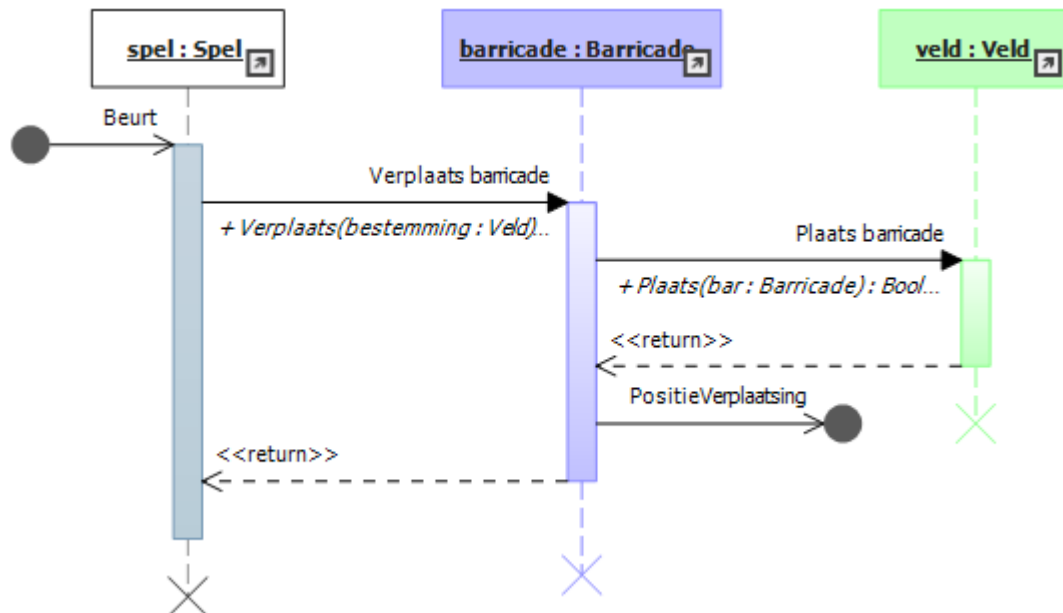 spel : Spel
barricade : Barricade
veld : Veld
Beurt
Verplaats barricade
+ Verplaats(bestemming : Veld)...
Plaats barricade
+ Plaats(bar : Barricade) : Bool...
<<return>>
PositieVerplaatsing
<<return>>